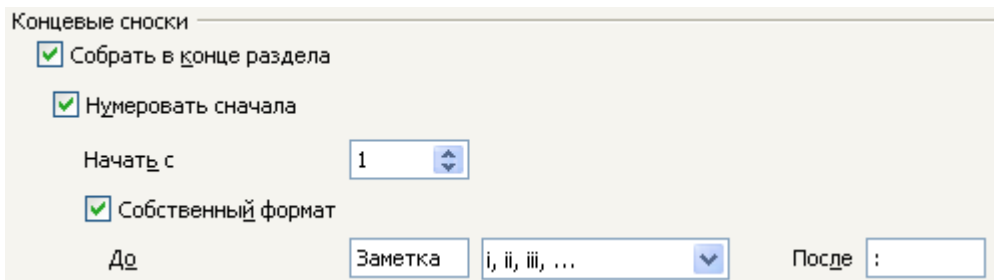 Концевые сноски
Собрать в конце раздела
Нумеровать сначала
Начать с 1
Собственный формат
До Заметка i, ii, iii, ... После :